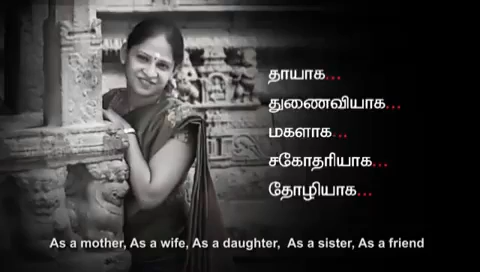 தாயாக...
துணைவியாக...
மகளாக...
சகோதரியாக...
தோழியாக...
As a mother, As a wife, As a daughter, As a sister, As a friend